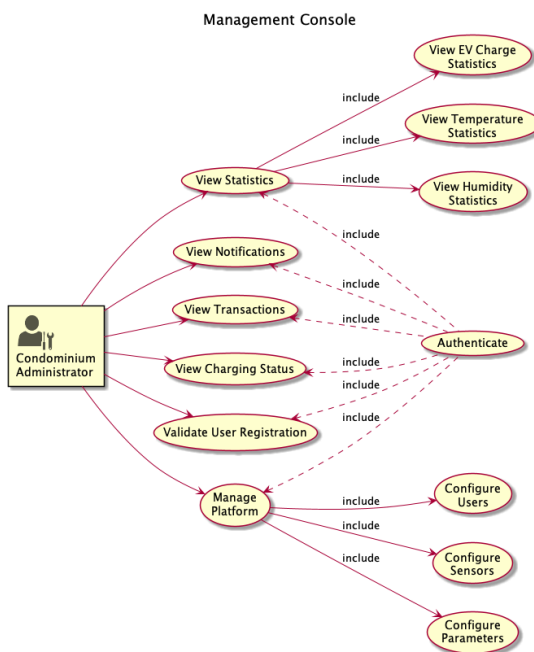 Management Console
View EV Charge
Statistics
include
View Temperature
Statistics
include
include
View Humidity
Statistics
View Statistics
include
View Notifications
include
View Transactions
include
Authenticate
Condominium
Administrator
View Charging Status
include
include
Validate User Registration
include
Manage
Platform
include
Configure
Users
include
Configure
Sensors
include
Configure
Parameters